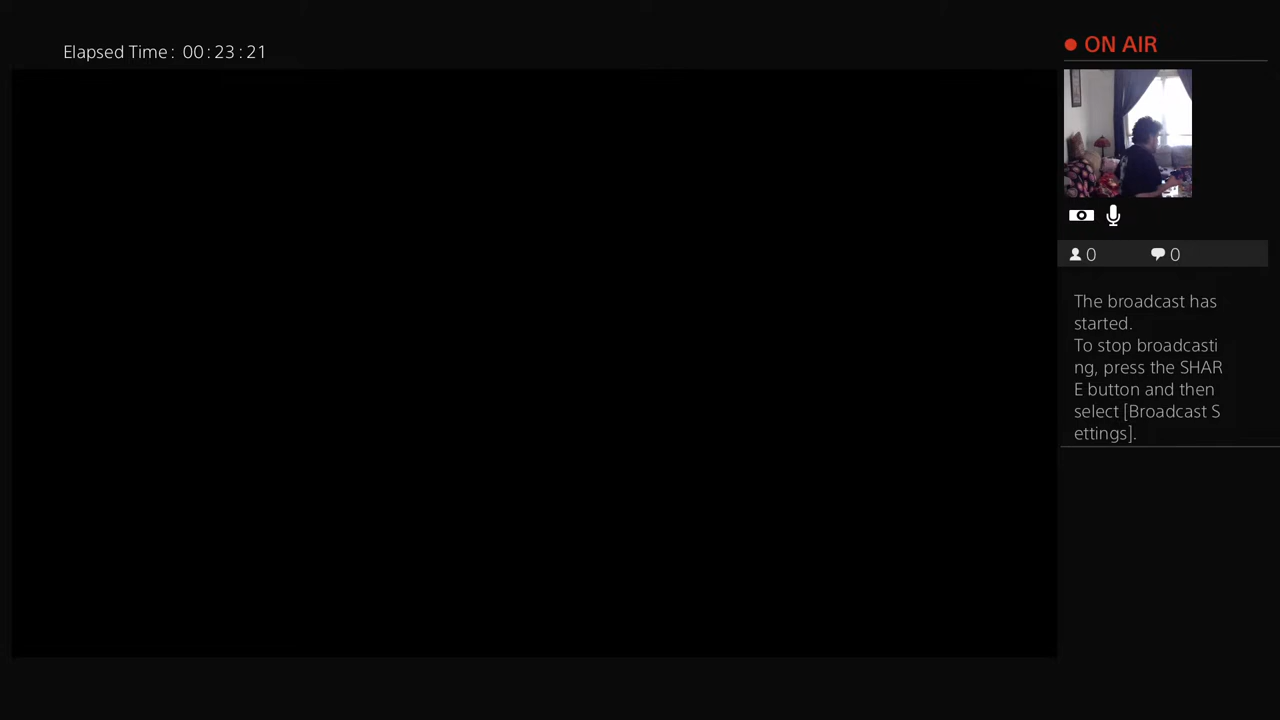 Elapsed Time: 00:23:21
ON AIR
0 0
The broadcast has
started.
To stop broadcasti
ng, press the SHAR
E button and then
select [Broadcast S
ettings].